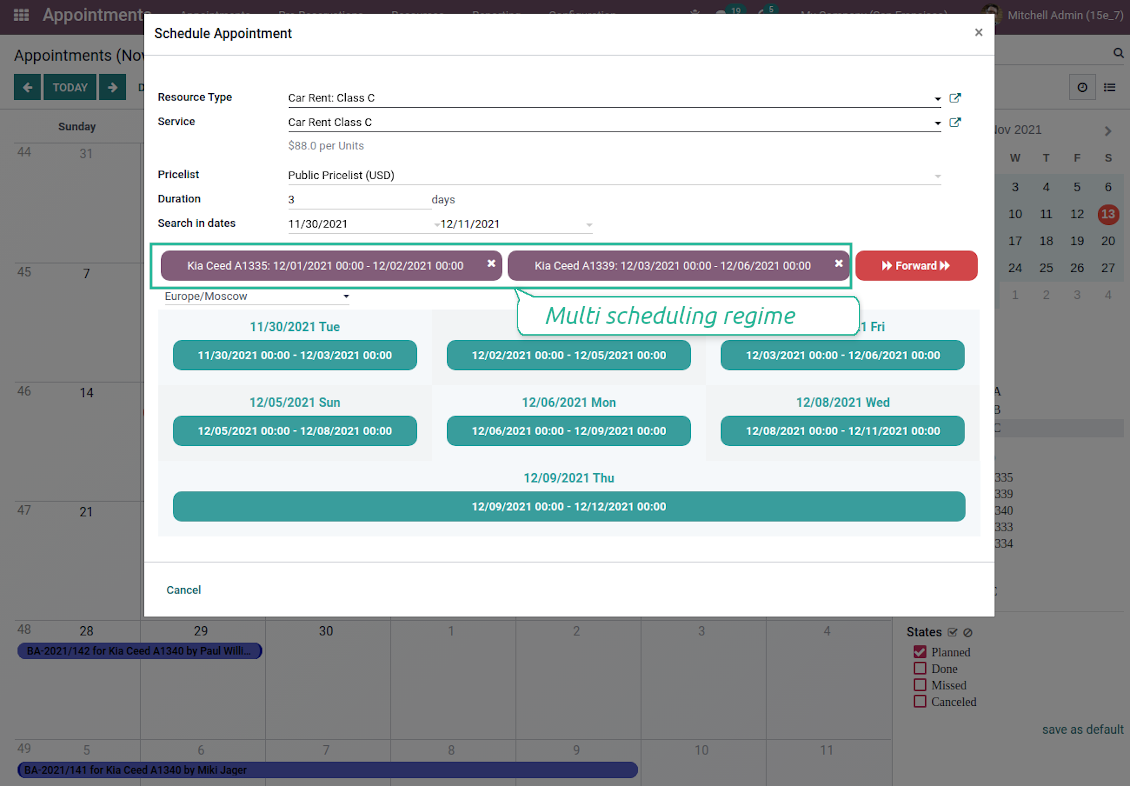 Appointments Appointments Pre-Reservations Resources Reporting Configuration 19 5 My Company (San Francisco) Mitchell Admin (15e_7)
Schedule Appointment ×
Appointments (Nov
TODAY
Resource Type Car Rent: Class C
Service Car Rent Class C
$88.0 per Units
Pricelist Public Pricelist (USD)
Duration 3 days
Search in dates 11/30/2021 - 12/11/2021
Kia Ceed A1335: 12/01/2021 00:00 - 12/02/2021 00:00 Kia Ceed A1339: 12/03/2021 00:00 - 12/06/2021 00:00 Forward
Europe/Moscow
Multi scheduling regime
11/30/2021 Tue Fri
11/30/2021 00:00 - 12/03/2021 00:00 12/02/2021 00:00 - 12/05/2021 00:00 12/03/2021 00:00 - 12/06/2021 00:00
12/05/2021 Sun 12/06/2021 Mon 12/08/2021 Wed
12/05/2021 00:00 - 12/08/2021 00:00 12/06/2021 00:00 - 12/09/2021 00:00 12/08/2021 00:00 - 12/11/2021 00:00
12/09/2021 Thu
12/09/2021 00:00 - 12/12/2021 00:00
Cancel
Sunday
44 31
45 7
46 14
47 21
48 28 29 30 1 2 3 4
BA-2021/142 for Kia Ceed A1340 by Paul Willi...
49 5 6 7 8 9 10 11
BA-2021/141 for Kia Ceed A1340 by Miki Jager
Nov 2021
W T F S
3 4 5 6
10 11 12 13
17 18 19 20
24 25 26 27
1 2 3 4
A
B
C
335
339
340
333
334
States
Planned
Done
Missed
Canceled
save as default